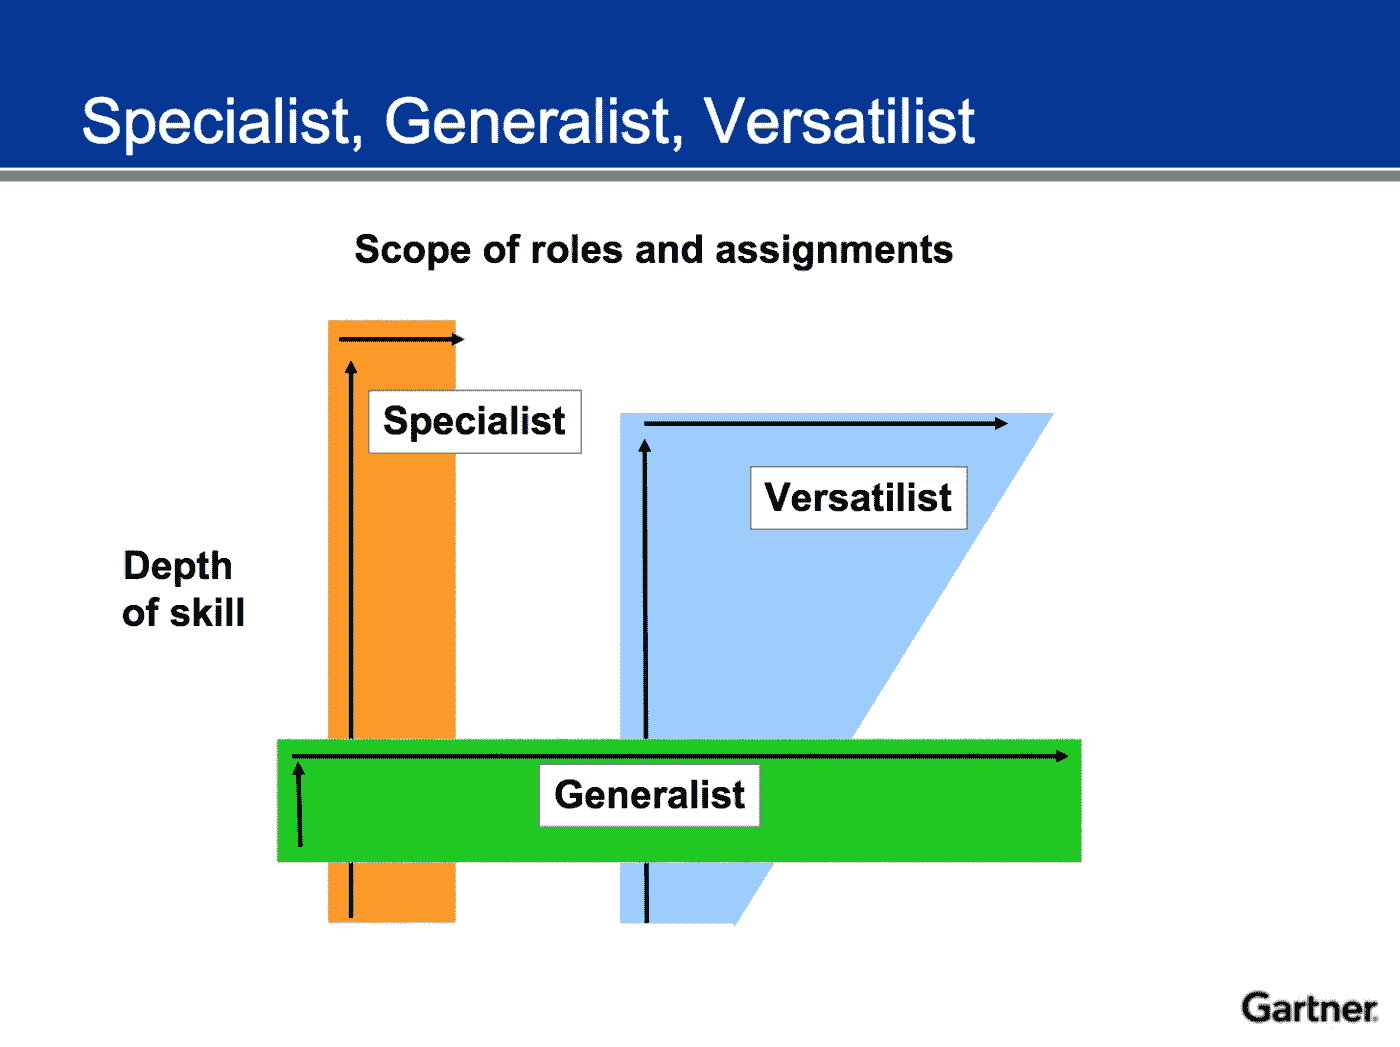 Specialist, Generalist, Versatilist
Scope of roles and assignments
Specialist
Versatilist
Depth
of skill
Generalist
Gartner